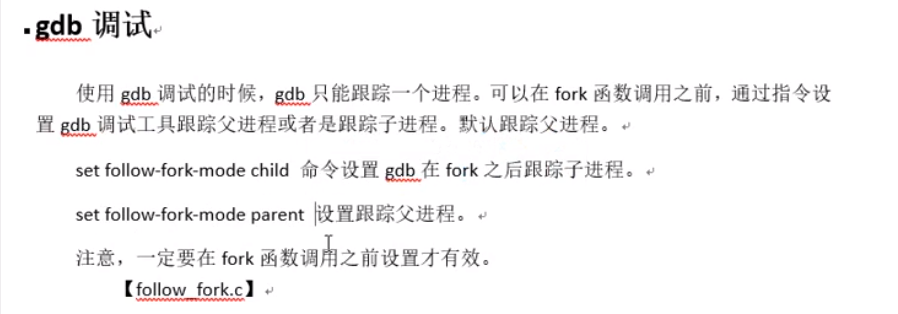 gdb 调试
使用 gdb 调试的时候，gdb 只能跟踪一个进程。可以在 fork 函数调用之前，通过指令设
置 gdb 调试工具跟踪父进程或者是跟踪子进程。默认跟踪父进程。
set follow-fork-mode child 命令设置 gdb 在 fork 之后跟踪子进程。
set follow-fork-mode parent 设置跟踪父进程。
注意，一定要在 fork 函数调用之前设置才有效。
【follow_fork.c】